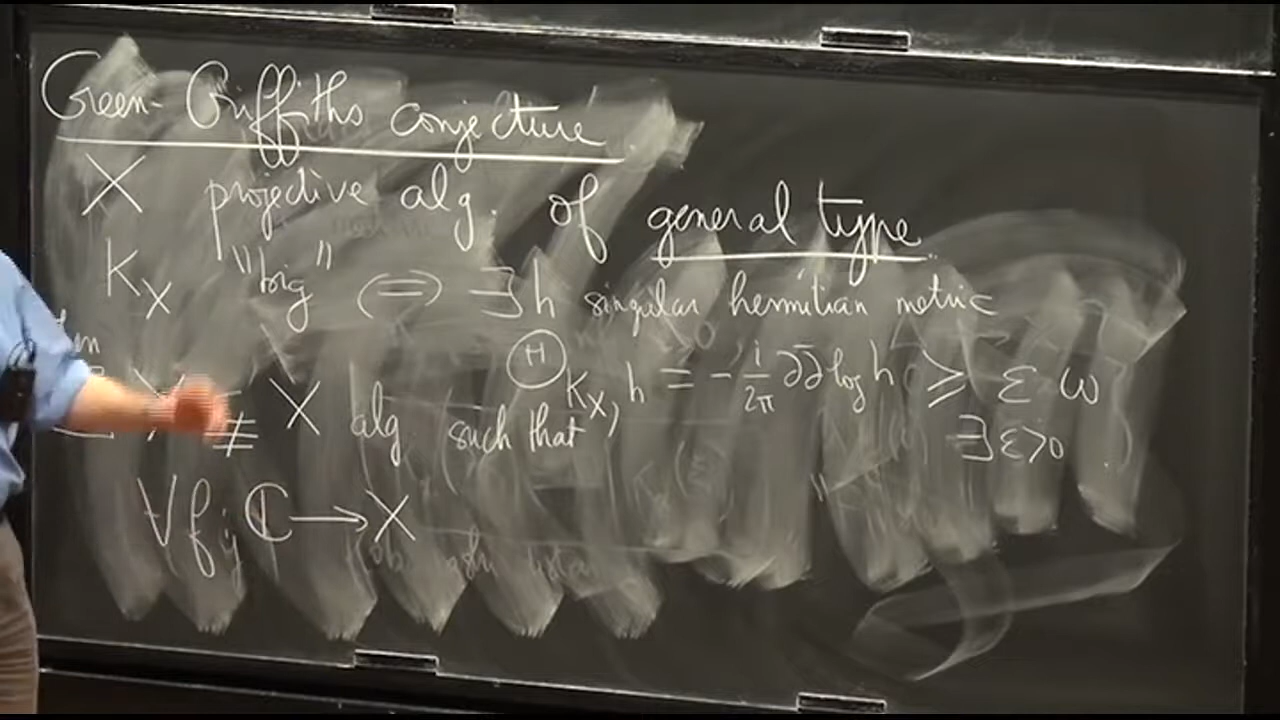 Green-Griffiths conjecture
X projective alg. of general type
K_X "big" ⟺ ∃ h singular hermitian metric
Θ_{K_X, h} = -i/2π ∂∂̄ log h ≥ ε ω
∃ ε>0
⊊ X alg such that
∀ f : ℂ → X